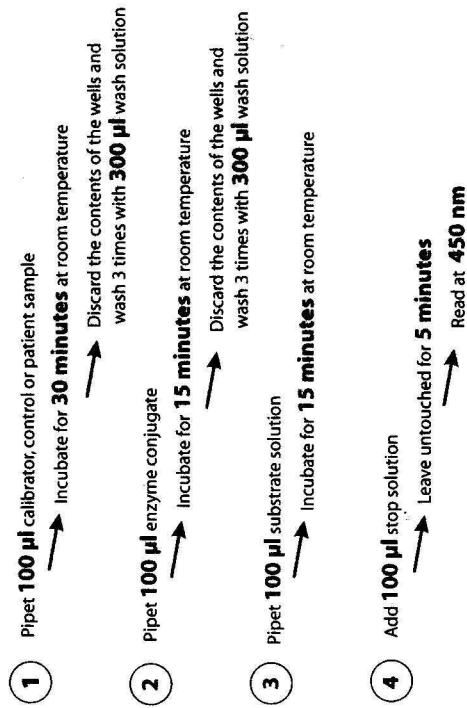 1 Pipet 100 µl calibrator, control or patient sample
Incubate for 30 minutes at room temperature
Discard the contents of the wells and
wash 3 times with 300 µl wash solution
2 Pipet 100 µl enzyme conjugate
Incubate for 15 minutes at room temperature
Discard the contents of the wells and
wash 3 times with 300 µl wash solution
3 Pipet 100 µl substrate solution
Incubate for 15 minutes at room temperature
4 Add 100 µl stop solution
Leave untouched for 5 minutes
Read at 450 nm